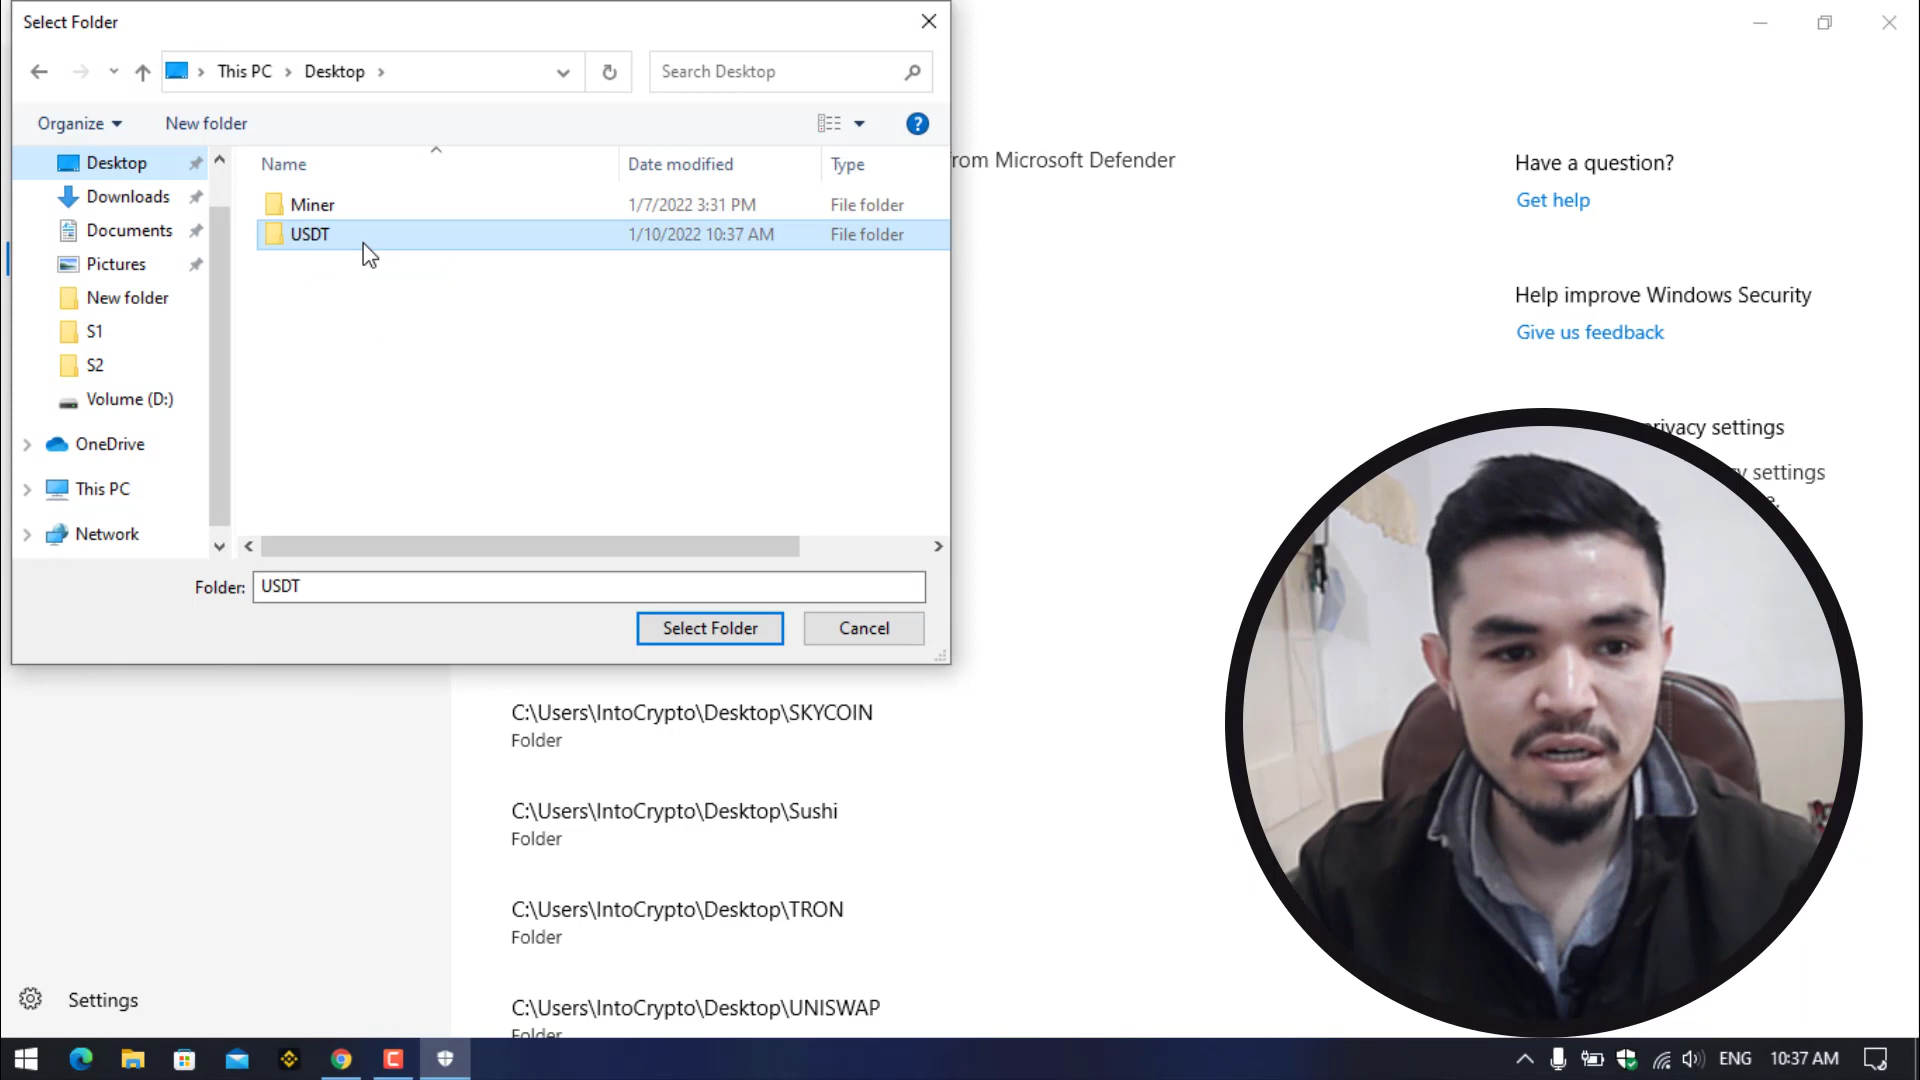 Select Folder
This PC > Desktop >
Search Desktop
Organize
New folder
Desktop
Downloads
Documents
Pictures
New folder
S1
S2
Volume (D:)
OneDrive
This PC
Network
Name
Date modified
Type
Miner
1/7/2022 3:31 PM
File folder
USDT
1/10/2022 10:37 AM
File folder
Folder:
USDT
Select Folder
Cancel
from Microsoft Defender
Have a question?
Get help
Help improve Windows Security
Give us feedback
privacy settings
settings
C:\Users\IntoCrypto\Desktop\SKYCOIN
Folder
C:\Users\IntoCrypto\Desktop\Sushi
Folder
C:\Users\IntoCrypto\Desktop\TRON
Folder
C:\Users\IntoCrypto\Desktop\UNISWAP
Folder
Settings
ENG
10:37 AM